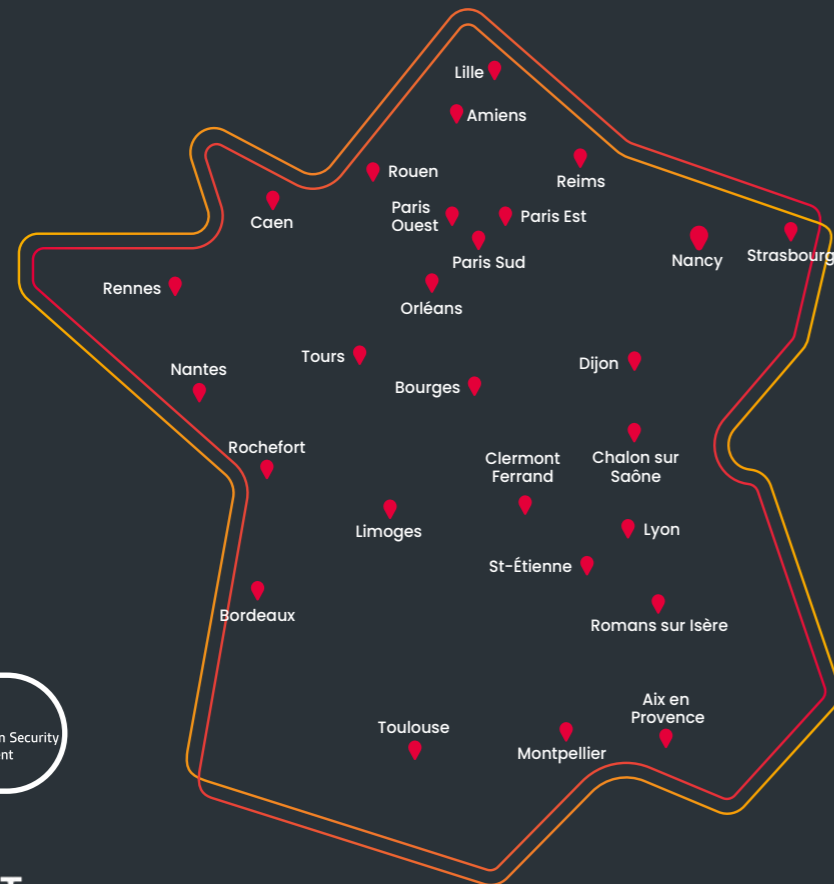 Lille
Amiens
Rouen
Reims
Caen
Paris
Ouest
Paris Est
Paris Sud
Nancy
Strasbourg
Rennes
Orléans
Tours
Dijon
Nantes
Bourges
Rochefort
Clermont
Ferrand
Chalon sur
Saône
Limoges
Lyon
St-Étienne
Bordeaux
Romans sur Isère
Aix en
Provence
Toulouse
Montpellier
n Security
nt
T